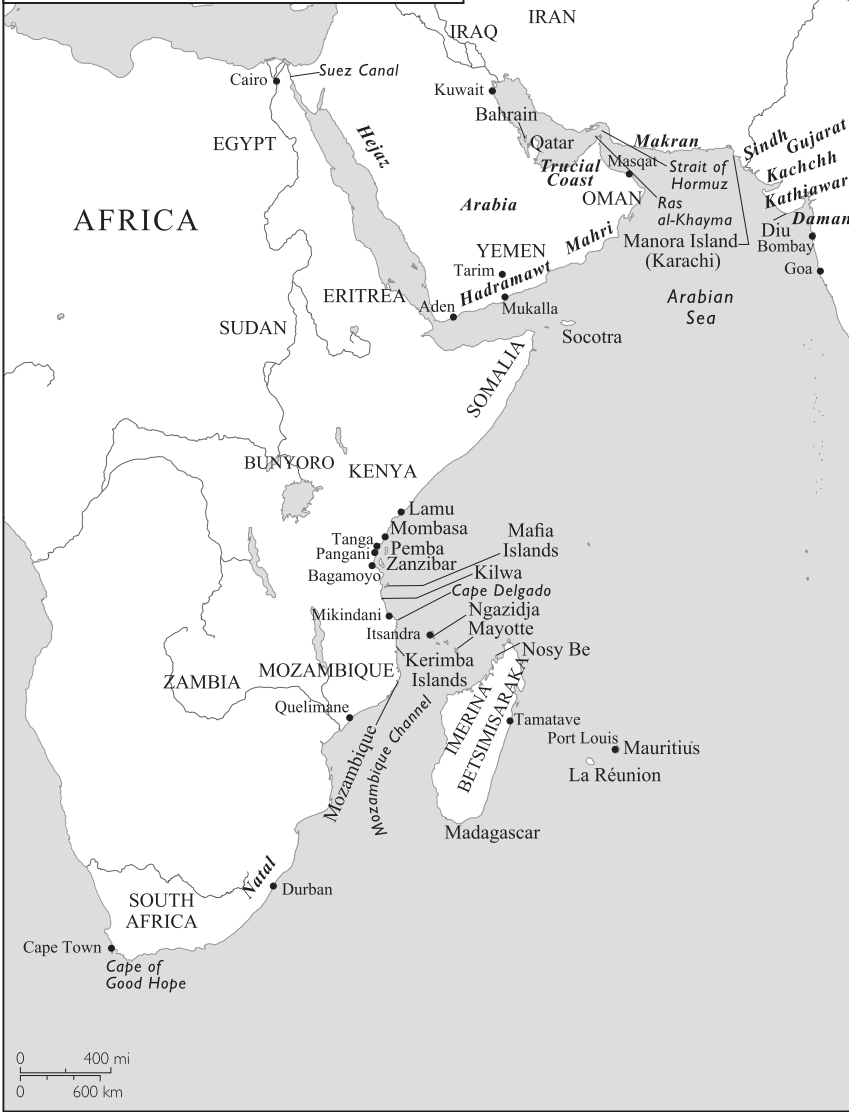 IRAN
IRAQ
Suez Canal
Cairo
Kuwait
Bahrain
EGYPT
Hejaz
Qatar
Makran
Sindh
Gujarat
Trucial
Coast
Masqat
Strait of
Hormuz
Kachchh
Kathiawar
Arabia
OMAN
Ras
al-Khayma
Daman
AFRICA
Diu
Mahri
Manora Island
(Karachi)
Bombay
YEMEN
Tarim
Hadramawt
Goa
ERITREA
Aden
Mukalla
Arabian
Sea
SUDAN
Socotra
SOMALIA
BUNYORO
KENYA
Lamu
Mombasa
Tanga
Pangani
Pemba
Zanzibar
Bagamoyo
Mafia
Islands
Kilwa
Cape Delgado
Mikindani
Ngazidja
Itsandra
Mayotte
Nosy Be
Kerimba
Islands
ZAMBIA
MOZAMBIQUE
Quelimane
IMERINA
BETSIMISARAKA
Tamatave
Port Louis
Mauritius
Mozambique
Mozambique Channel
La Réunion
Madagascar
Natal
Durban
SOUTH
AFRICA
Cape Town
Cape of
Good Hope
0 400 mi
0 600 km